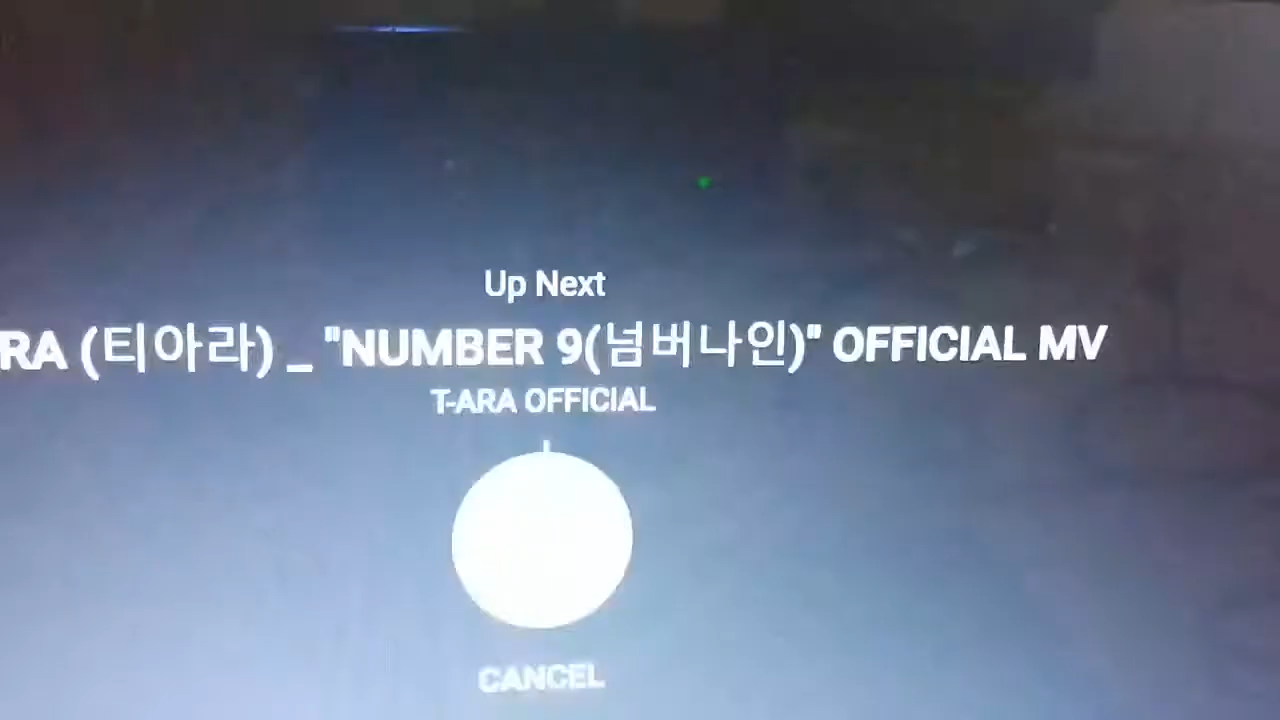 Up Next
RA (티아라) _ "NUMBER 9(넘버나인)" OFFICIAL MV
T-ARA OFFICIAL
CANCEL